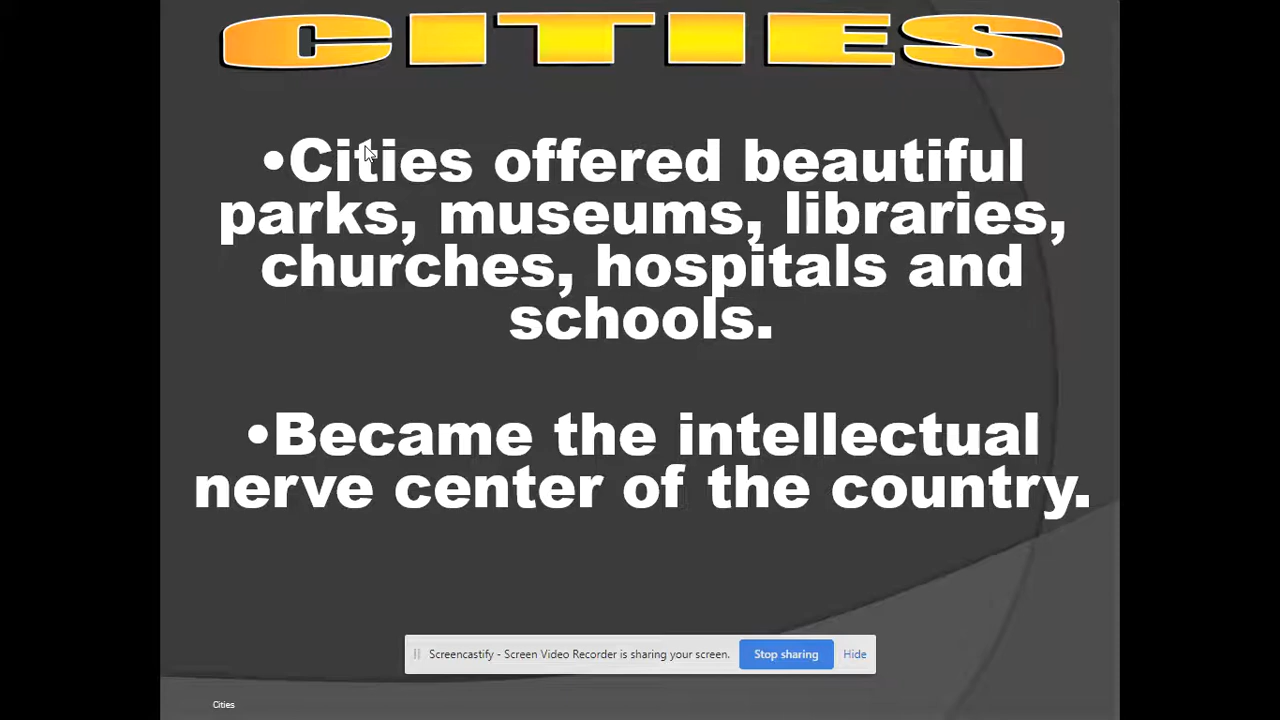 CITIES
•Cities offered beautiful
parks, museums, libraries,
churches, hospitals and
schools.
•Became the intellectual
nerve center of the country.
Screencastify - Screen Video Recorder is sharing your screen. Stop sharing Hide
Cities